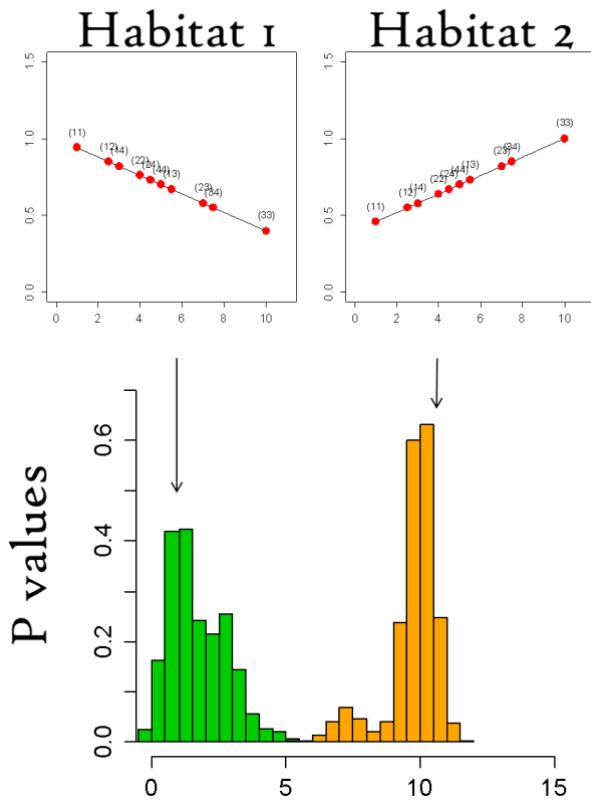 Habitat 1 Habitat 2
1.5 1.5
(11) (12) (14) (22) (24) (44) (13) (23) (34) (33)
(11) (12) (14) (22) (24) (44) (13) (23) (34) (33)
1.0 1.0
0.5 0.5
0.0 0.0
0 2 4 6 8 10 0 2 4 6 8 10
P values
0.6
0.4
0.2
0.0
0 5 10 15